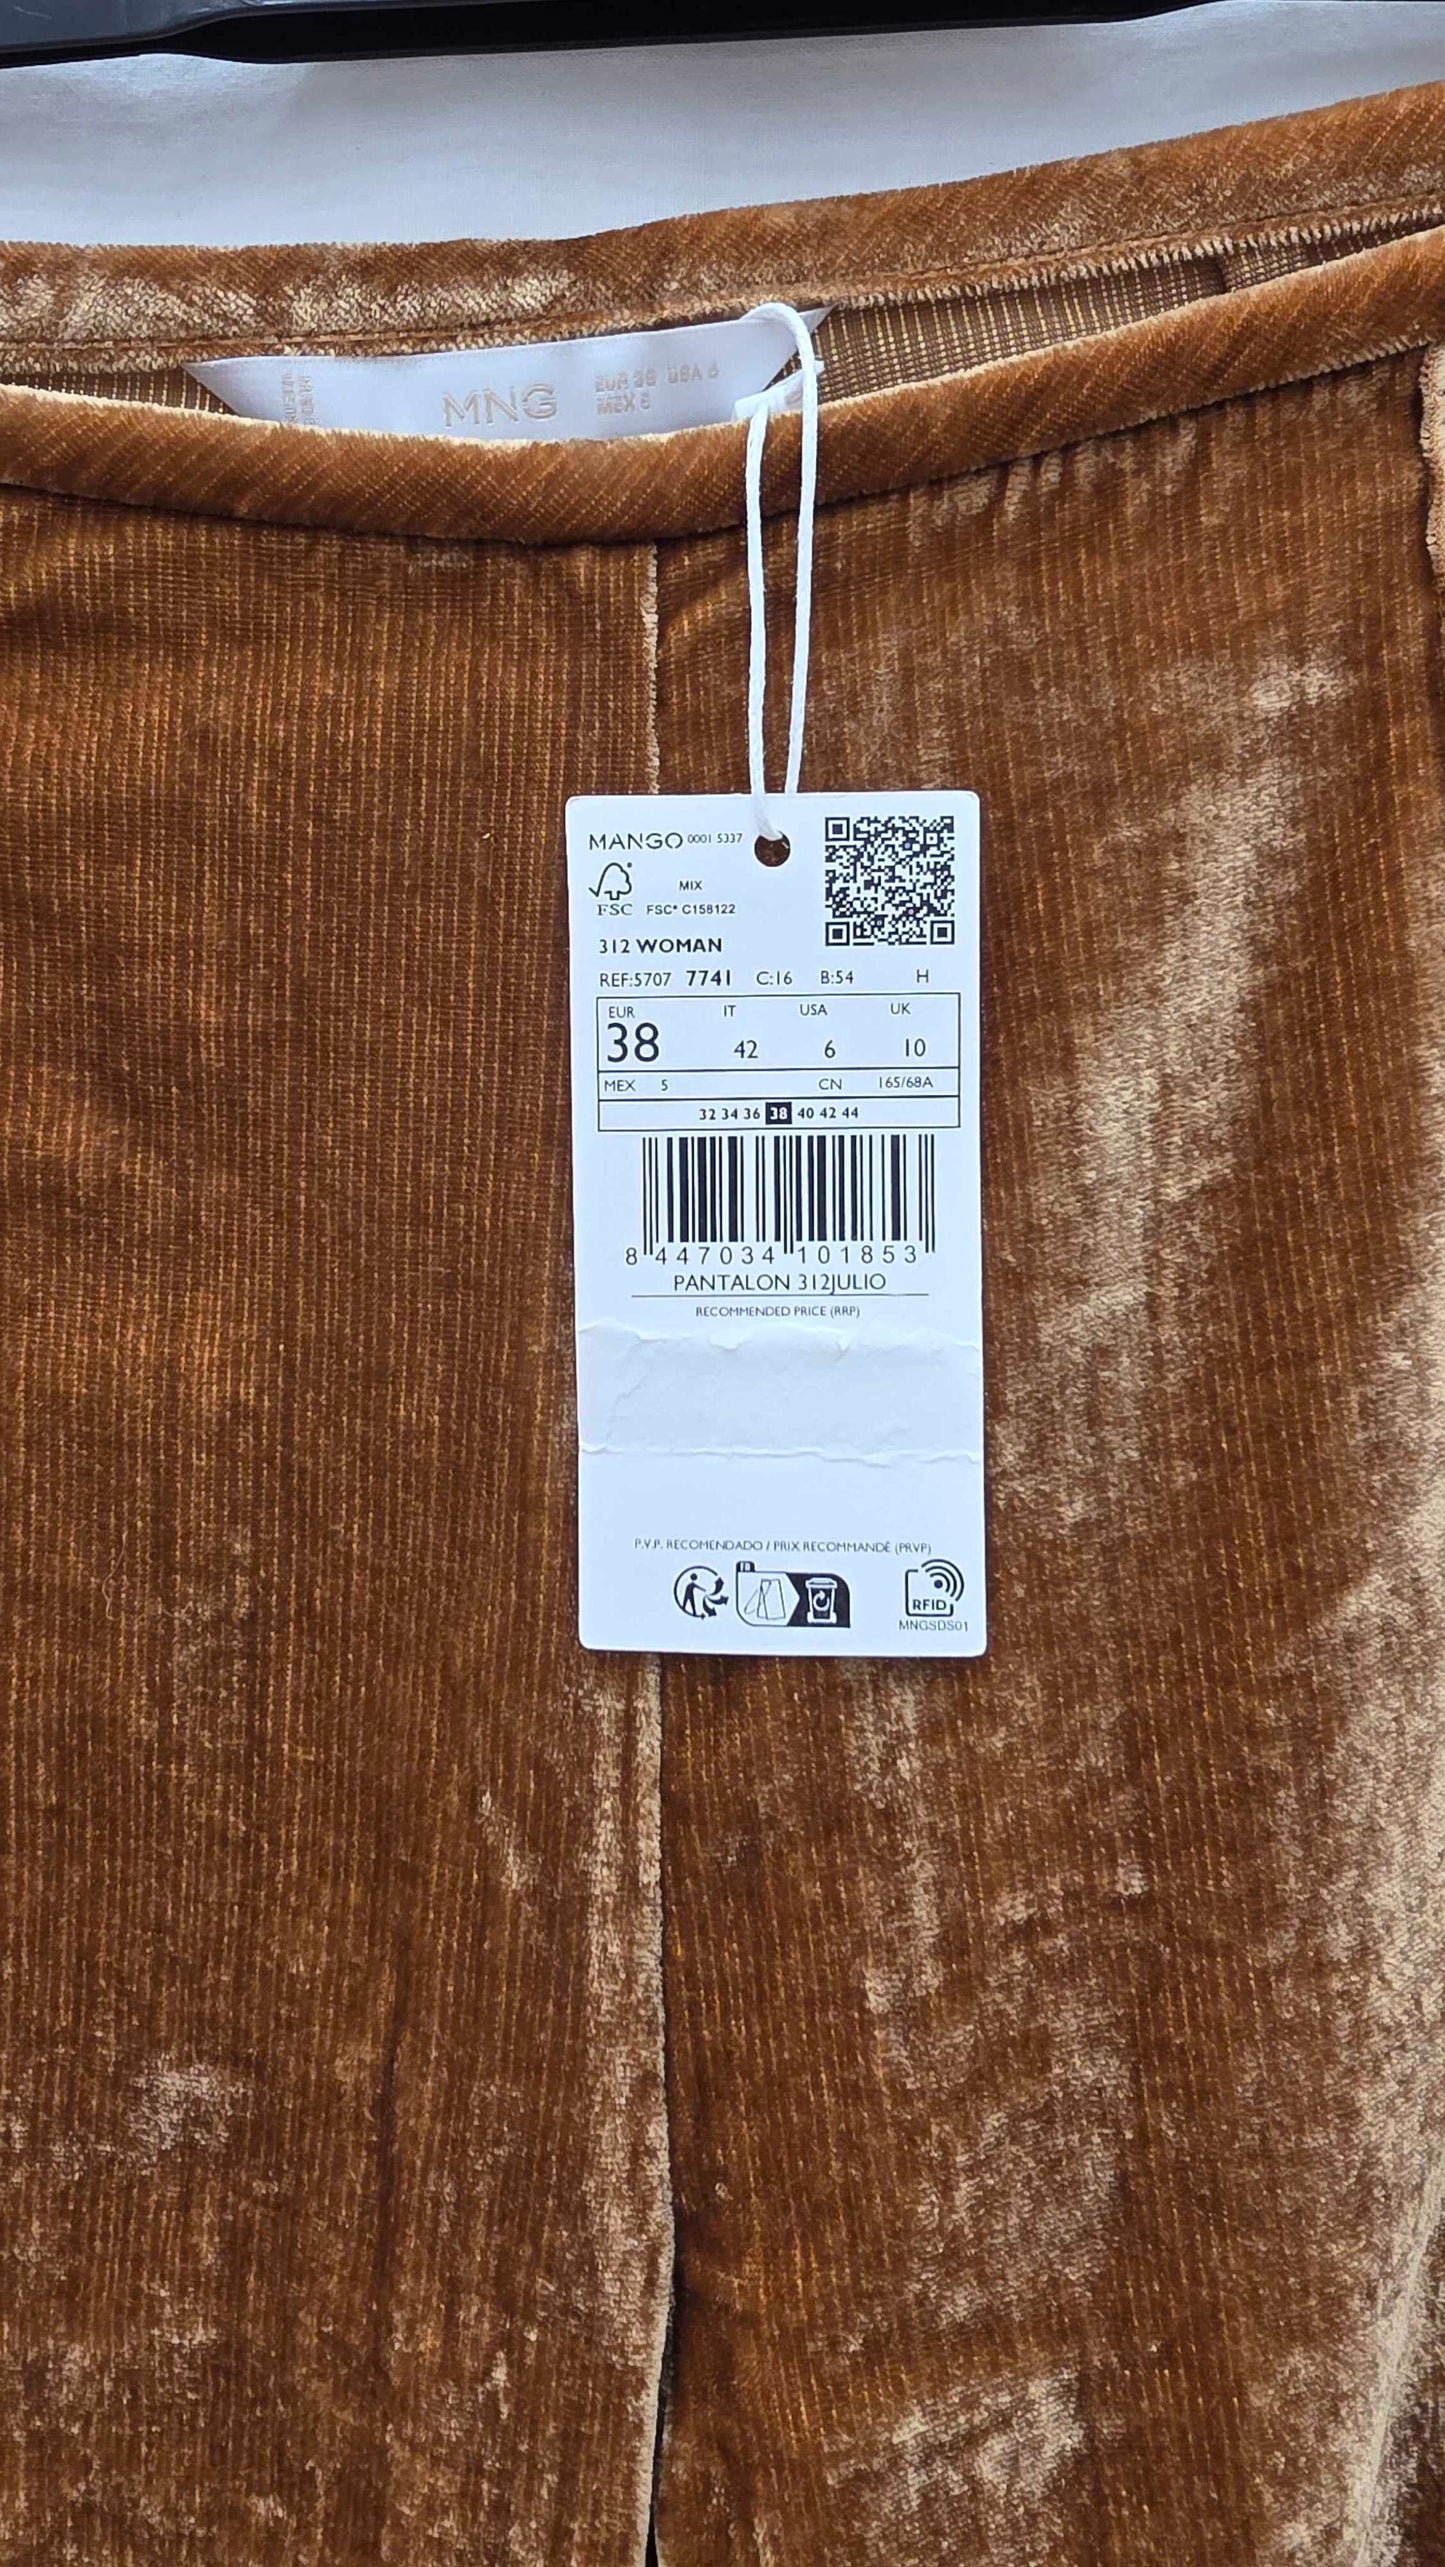 MNG
EUR 38 USA 6
MEX 5
MANGO 0001 5337
MIX
FSC FSC® C158122
312 WOMAN
REF:5707 7741 C:16 B:54 H
EUR IT USA UK
38 42 6 10
MEX 5 CN 165/68A
32 34 36 38 40 42 44
8 447034 101853
PANTALON 312JULIO
RECOMMENDED PRICE (RRP)
P.V.P. RECOMENDADO / PRIX RECOMMANDÉ (PRVP)
FR
RFID
MNGSDS01